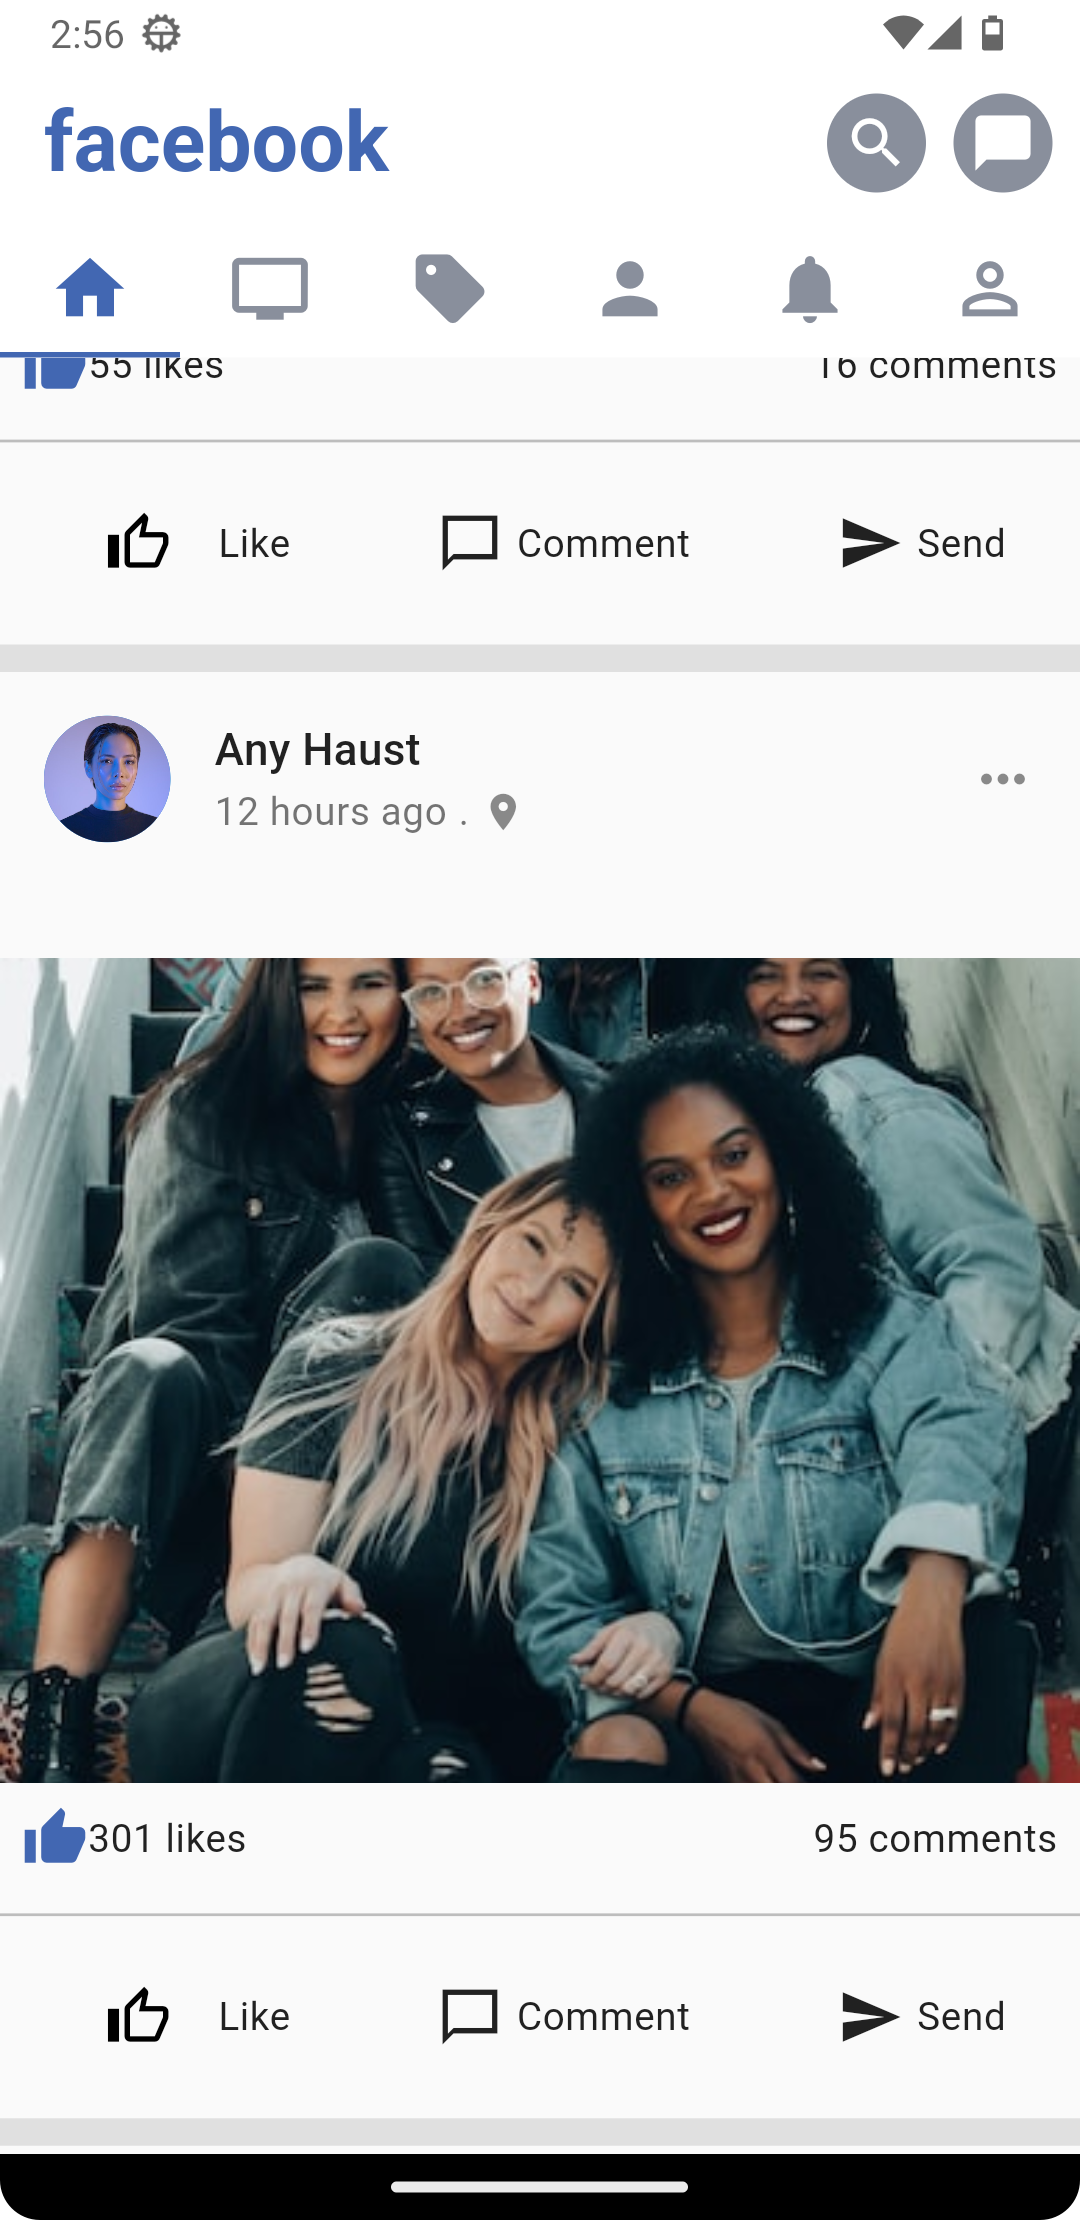 2:56
facebook
55 likes
16 comments
Like
Comment
Send
Any Haust
12 hours ago .
301 likes
95 comments
Like
Comment
Send